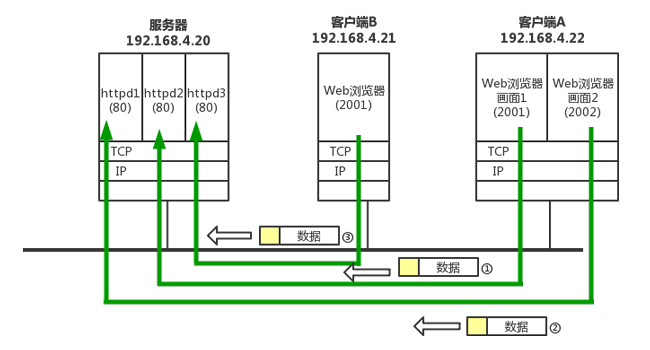 服务器
192.168.4.20
客户端B
192.168.4.21
客户端A
192.168.4.22
httpd1
(80)
httpd2
(80)
httpd3
(80)
Web浏览器
(2001)
Web浏览器
画面1
(2001)
Web浏览器
画面2
(2002)
TCP
IP
TCP
IP
TCP
IP
数据
③
数据
①
数据
②